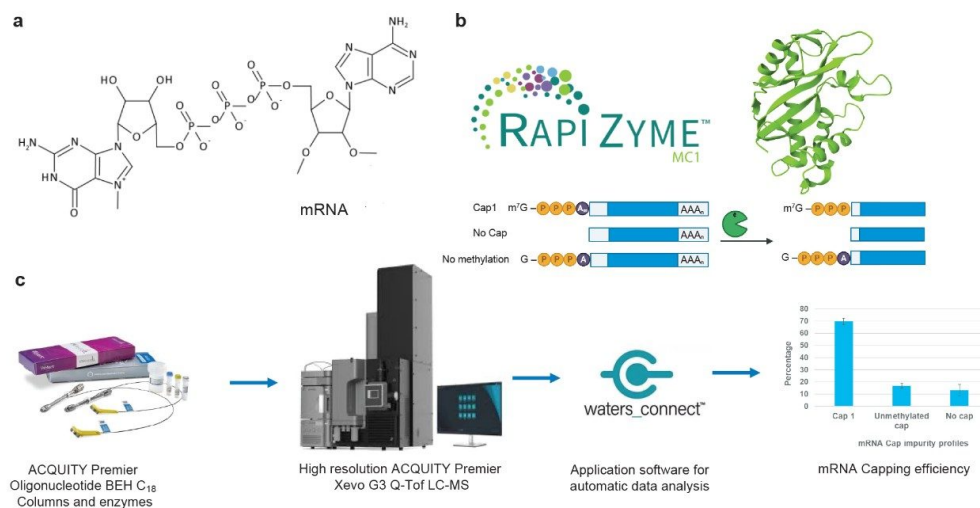 a
NH₂
N
N
N
N
O
O
O
O
P
O
P
O
P
O
O⁻
O⁻
O⁻
HO
OH
O
O
O
O
H₂N
N
N
HN
N⁺
O
mRNA
b
RAPIZYME™
MC1
Cap1 m⁷G P P P Am AAAn
No Cap AAAn
No methylation G P P P A AAAn
m⁷G P P P
G P P P A
c
ACQUITY Premier
Oligonucleotide BEH C₁₈
Columns and enzymes
High resolution ACQUITY Premier
Xevo G3 Q-Tof LC-MS
waters_connect™
Application software for
automatic data analysis
Percentage
80
70
60
50
40
30
20
10
0
Cap 1
Unmethylated
cap
No cap
mRNA Cap impurity profiles
mRNA Capping efficiency